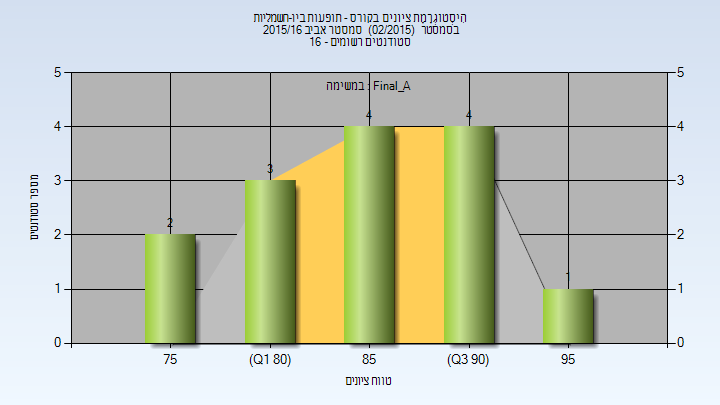 היסטוגרמת ציונים בקורס - תופעות ביו-חשמליות
בסמסטר (02/2015) סמסטר אביב 2015/16
סטודנטים רשומים - 16
במשימה : Final_A
5 5
4 4
3 3
2 2
1 1
0 0
2 3 4 4 1
מספר סטודנטים
75 (Q1 80) 85 (Q3 90) 95
טווח ציונים